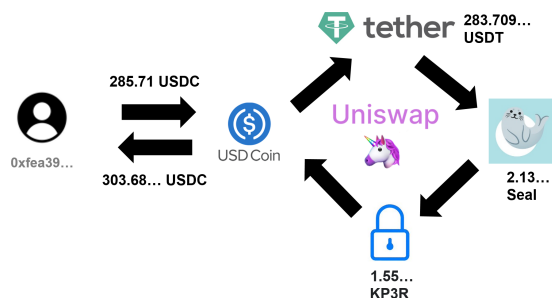 tether
283.709...
USDT
285.71 USDC
Uniswap
USD Coin
0xfea39...
303.68... USDC
2.13...
Seal
1.55...
KP3R